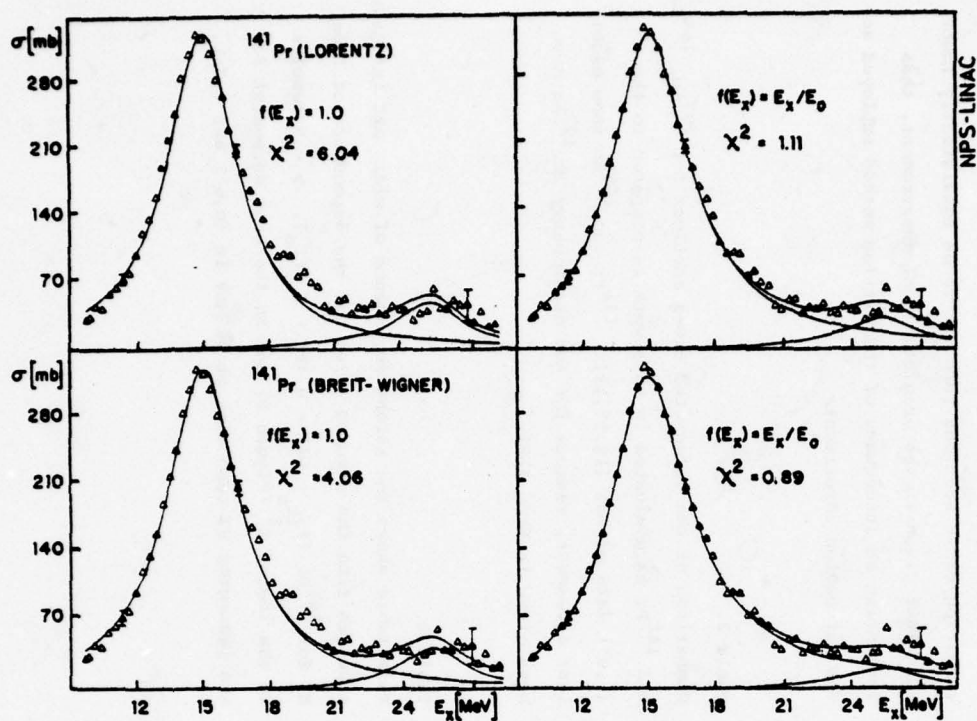 σ[mb]
280
210
140
70
¹⁴¹Pr (LORENTZ)
f(Eₓ) = 1.0
χ² = 6.04
f(Eₓ) = Eₓ/E₀
χ² = 1.11
σ[mb]
280
210
140
70
¹⁴¹Pr (BREIT-WIGNER)
f(Eₓ) = 1.0
χ² = 4.06
f(Eₓ) = Eₓ/E₀
χ² = 0.89
12 15 18 21 24 Eₓ[MeV] 12 15 18 21 24 Eₓ[MeV]
NPS-LINAC